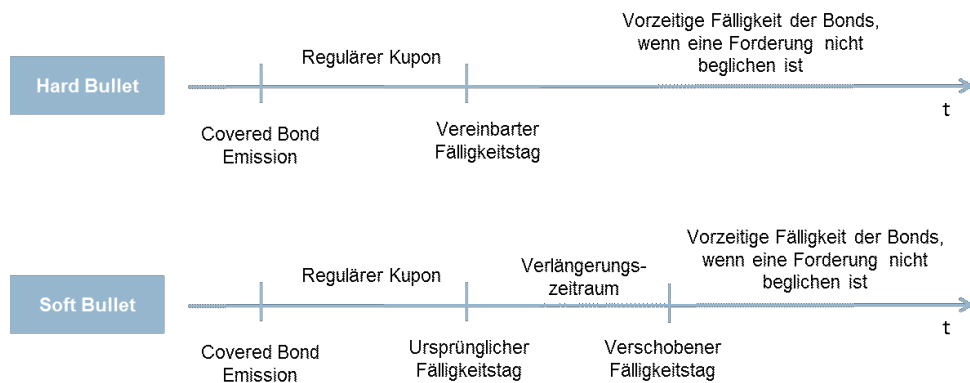 Vorzeitige Fälligkeit der Bonds,
wenn eine Forderung nicht
beglichen ist
Regulärer Kupon
Hard Bullet
t
Covered Bond
Emission
Vereinbarter
Fälligkeitstag
Vorzeitige Fälligkeit der Bonds,
wenn eine Forderung nicht
beglichen ist
Regulärer Kupon
Verlängerungs-
zeitraum
Soft Bullet
t
Covered Bond
Emission
Ursprünglicher
Fälligkeitstag
Verschobener
Fälligkeitstag